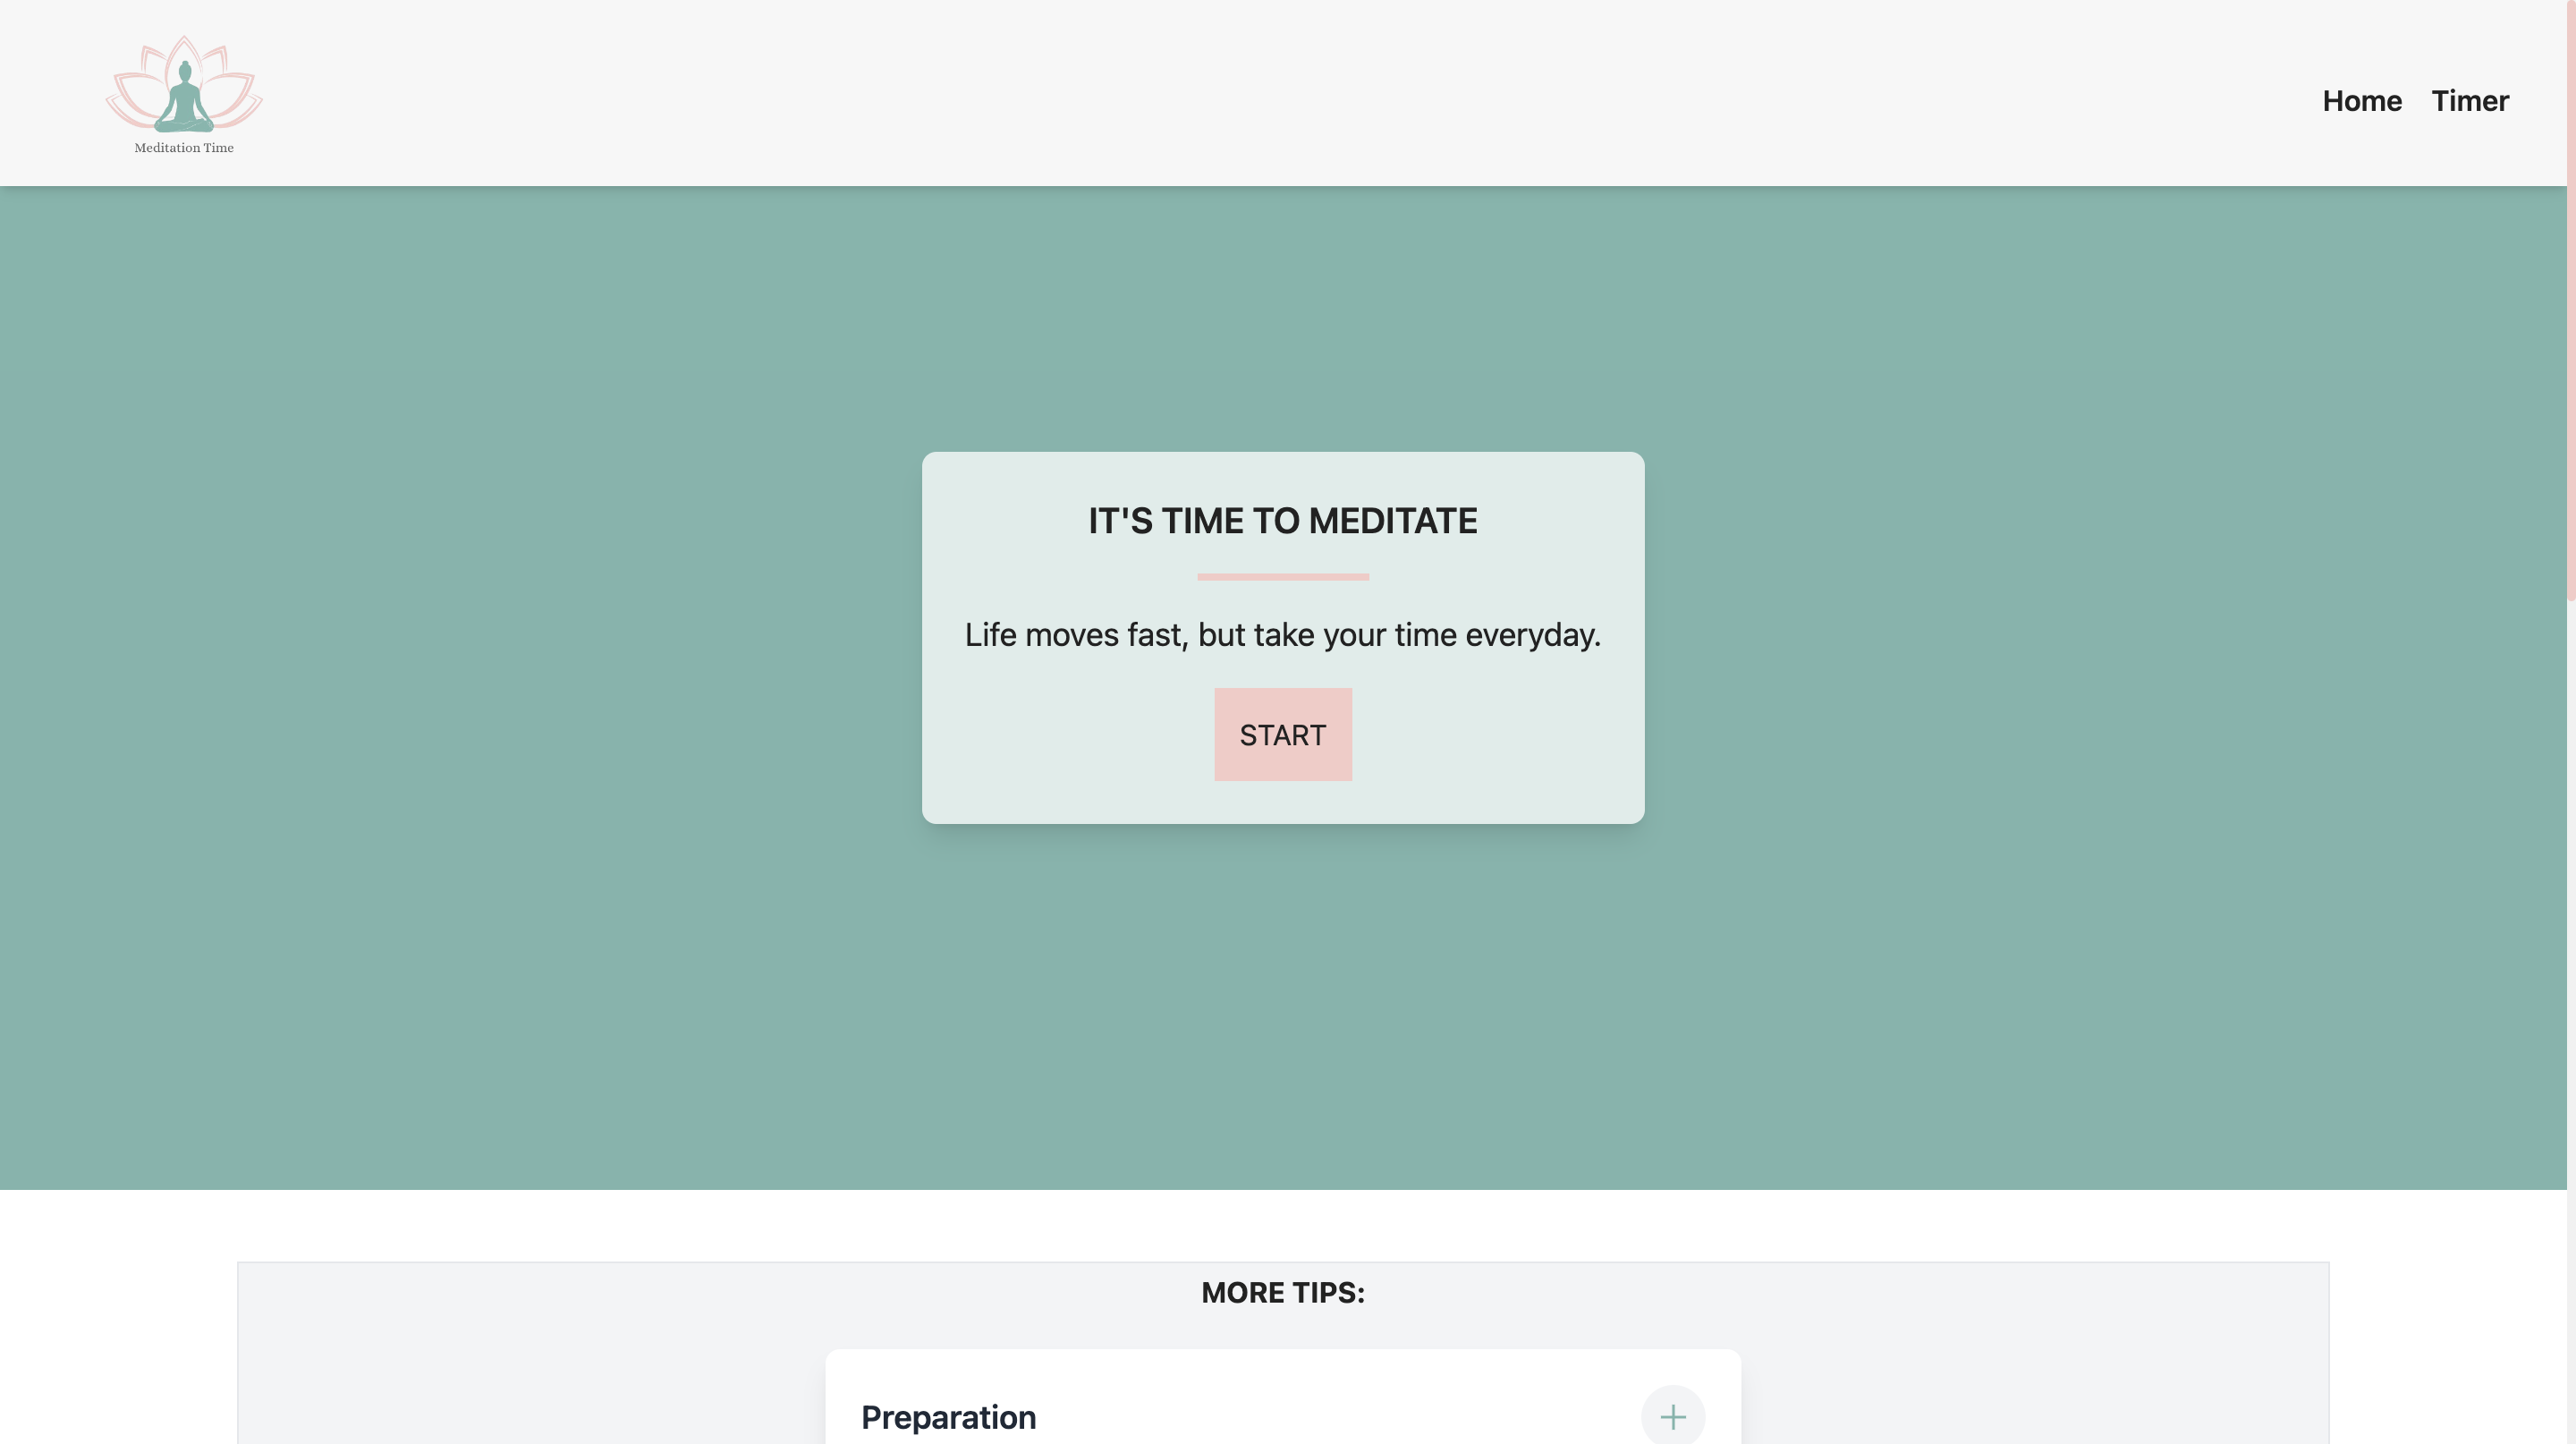 Meditation Time
Home Timer
IT'S TIME TO MEDITATE
Life moves fast, but take your time everyday.
START
MORE TIPS:
Preparation